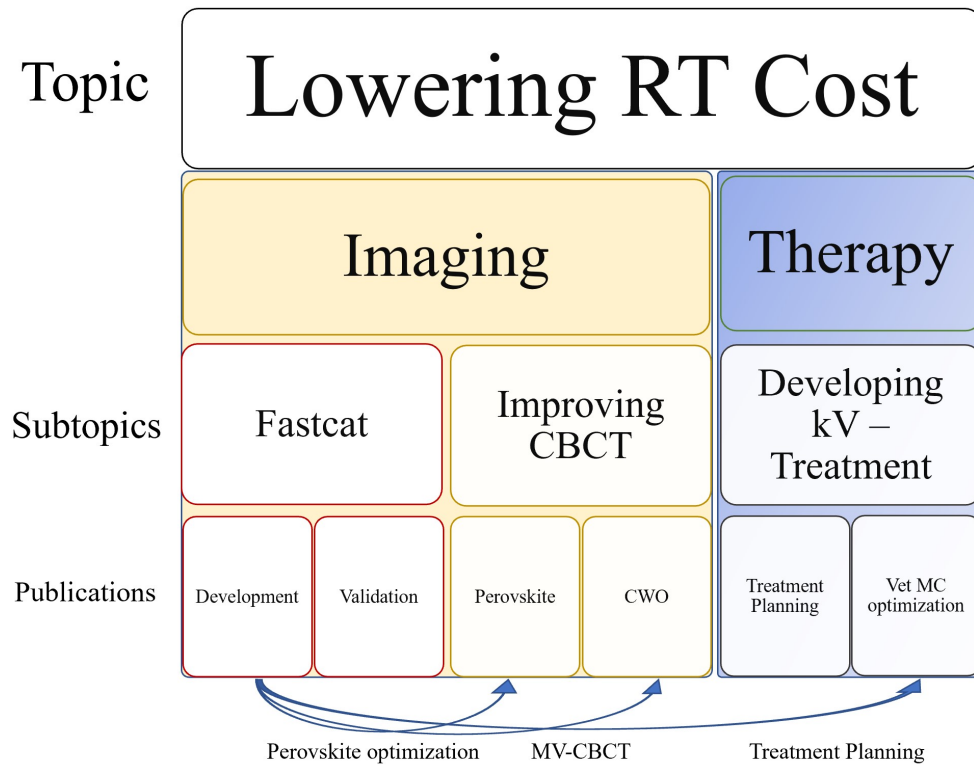 Topic
Lowering RT Cost
Imaging
Therapy
Subtopics
Fastcat
Improving
CBCT
Developing
kV –
Treatment
Publications
Development
Validation
Perovskite
CWO
Treatment
Planning
Vet MC
optimization
Perovskite optimization
MV-CBCT
Treatment Planning